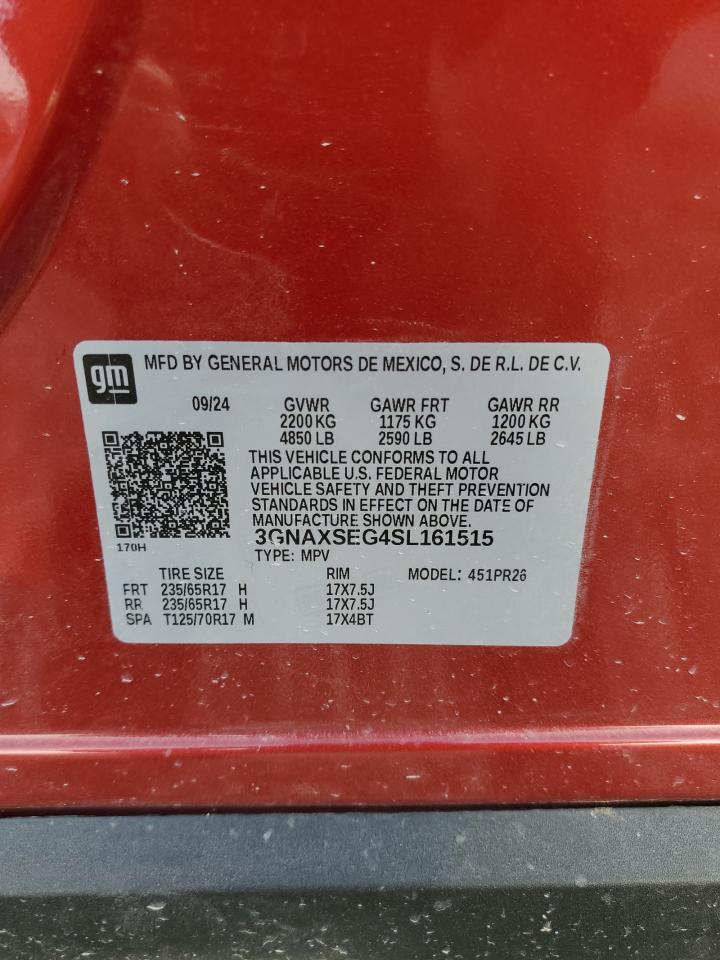 gm
MFD BY GENERAL MOTORS DE MEXICO, S. DE R.L. DE C.V.
09/24 GVWR GAWR FRT GAWR RR
2200 KG 1175 KG 1200 KG
4850 LB 2590 LB 2645 LB
THIS VEHICLE CONFORMS TO ALL
APPLICABLE U.S. FEDERAL MOTOR
VEHICLE SAFETY AND THEFT PREVENTION
STANDARDS IN EFFECT ON THE DATE OF
MANUFACTURE SHOWN ABOVE.
3GNAXSEG4SL161515
170H
TYPE: MPV
TIRE SIZE RIM MODEL: 451PR26
FRT 235/65R17 H 17X7.5J
RR 235/65R17 H 17X7.5J
SPA T125/70R17 M 17X4BT